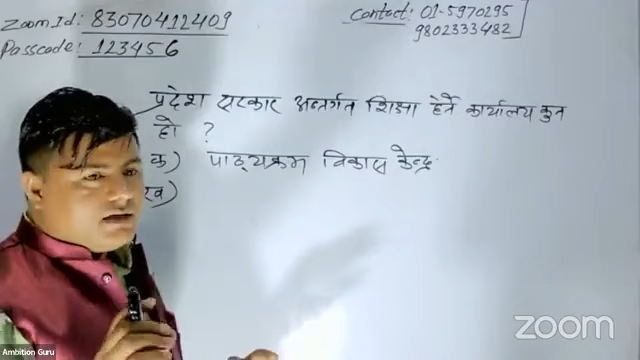 Zoom Id: 83070412409
Passcode: 123456
Contact: 01-5970295
9802333482
प्रदेश सरकार अन्तर्गत शिक्षा हेर्ने कार्यालय कुन
हो ?
क) पाठ्यक्रम विकास केन्द्र
ख)
Ambition Guru
zoom